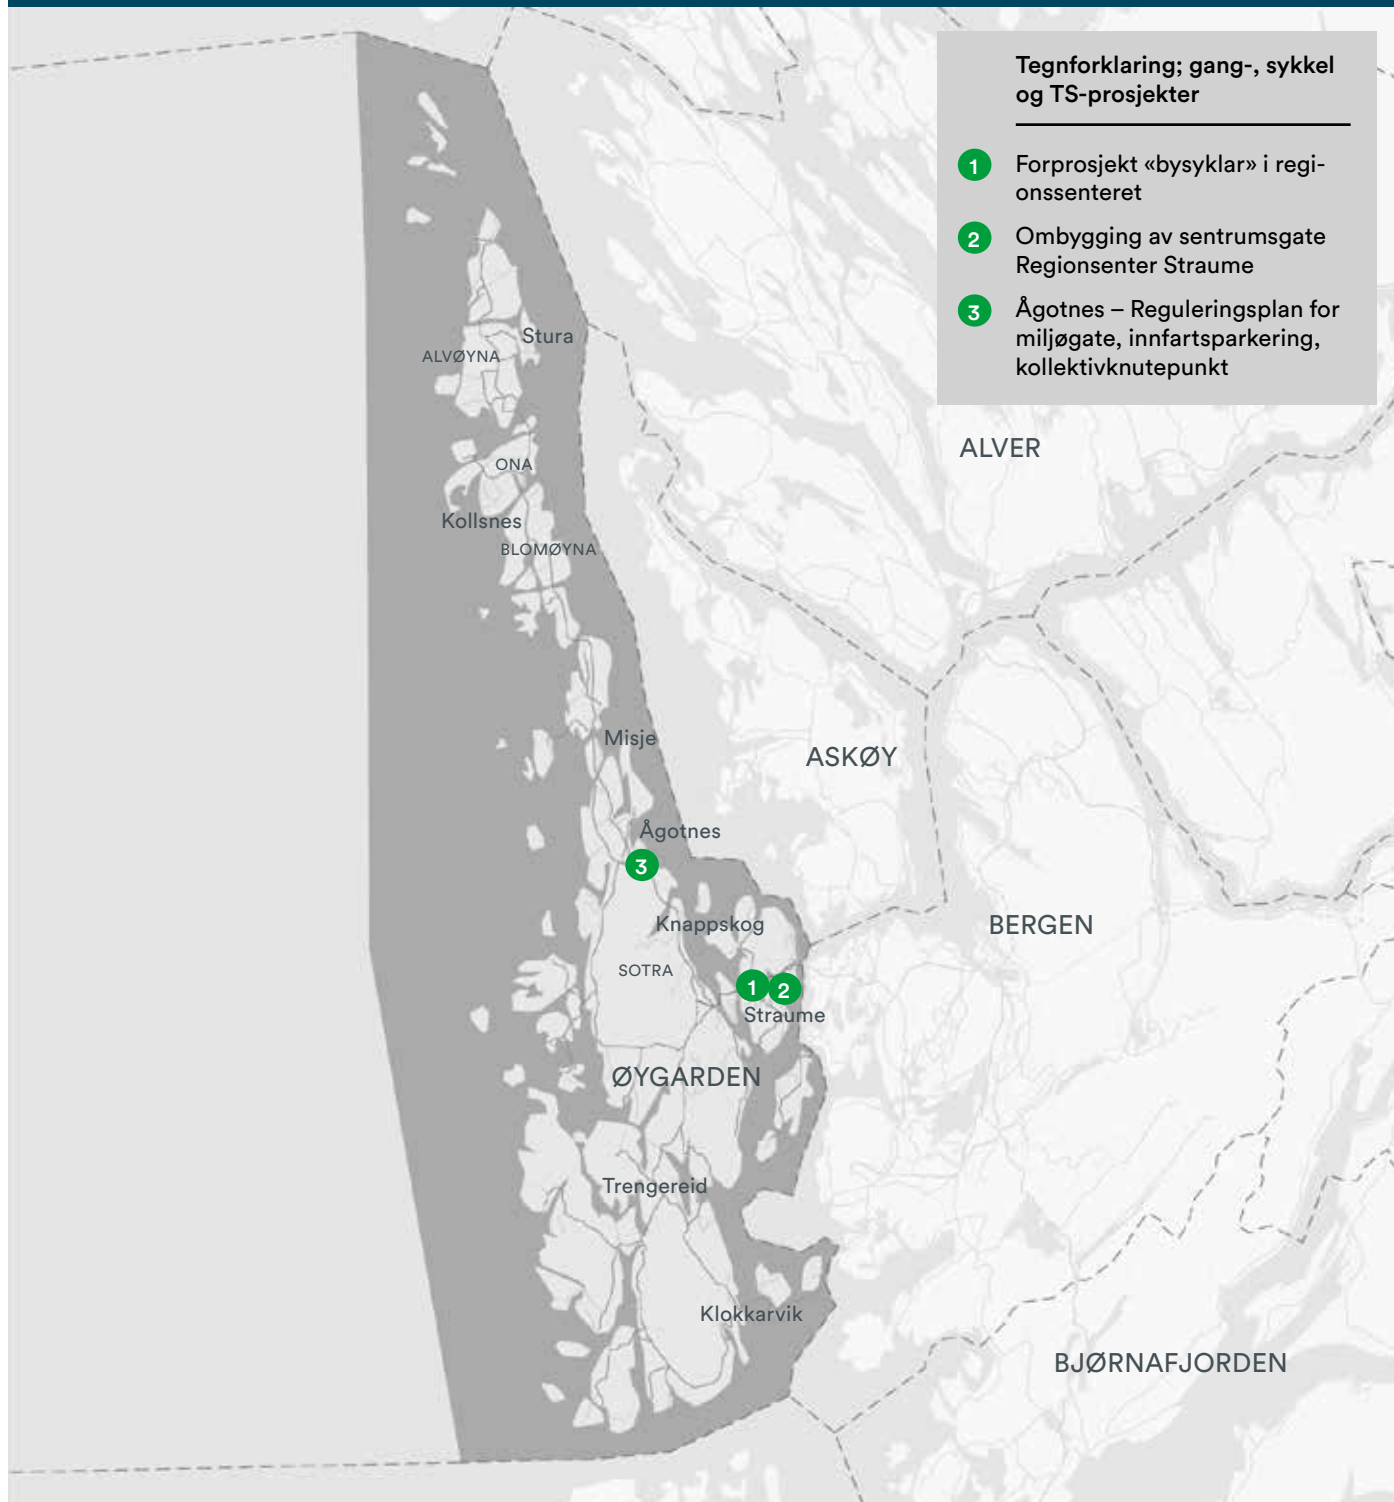 Tegnforklaring; gang-, sykkel
og TS-prosjekter
1 Forprosjekt «bysyklar» i regi-
onssenteret
2 Ombygging av sentrumsgate
Regionsenter Straume
3 Ågotnes – Reguleringsplan for
miljøgate, innfartsparkering,
kollektivknutepunkt
Stura
ALVØYNA
ALVER
ONA
Kollsnes
BLOMØYNA
Misje
ASKØY
Ågotnes
3
Knappskog
BERGEN
SOTRA
1 2
Straume
ØYGARDEN
Trengereid
Klokkarvik
BJØRNAFJORDEN